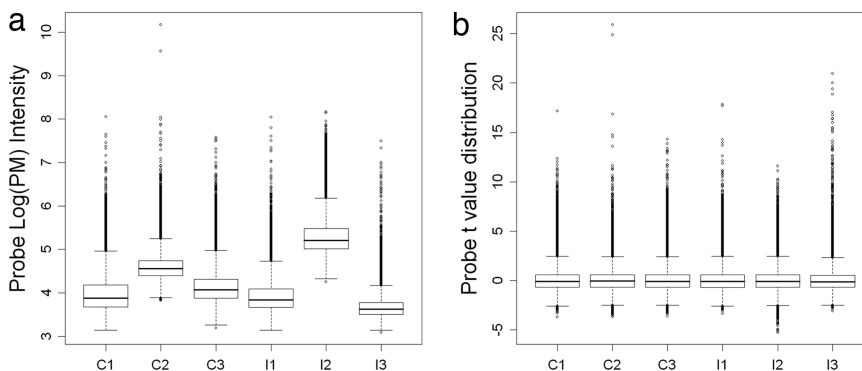 a
Probe Log(PM) Intensity
10
9
8
7
6
5
4
3
C1 C2 C3 I1 I2 I3
b
Probe t value distribution
25
20
15
10
5
0
-5
C1 C2 C3 I1 I2 I3